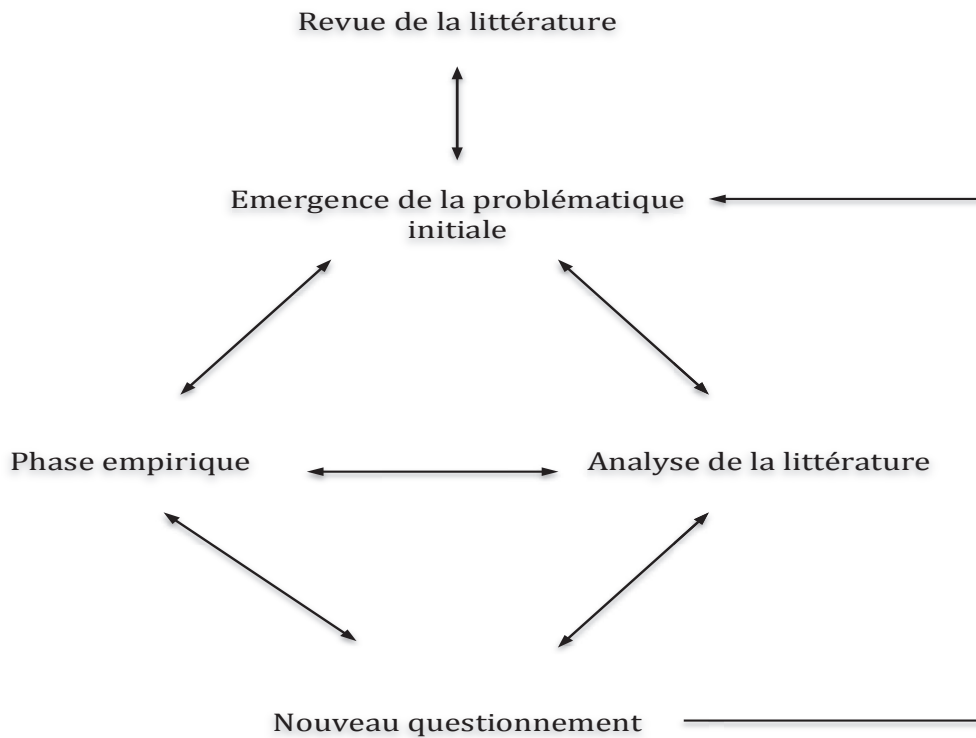 Revue de la littérature
Emergence de la problématique
initiale
Phase empirique
Analyse de la littérature
Nouveau questionnement